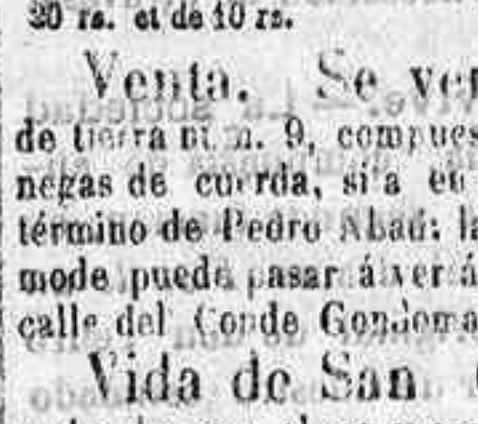 20 rs. et de 10 rs.
Venta. Se ven
de tierra núm. 9, compues
negas de cuerda, sita en
término de Pedro Abad: la
mode puede pasar á ver á
calle del Conde Gondoma
Vida de San